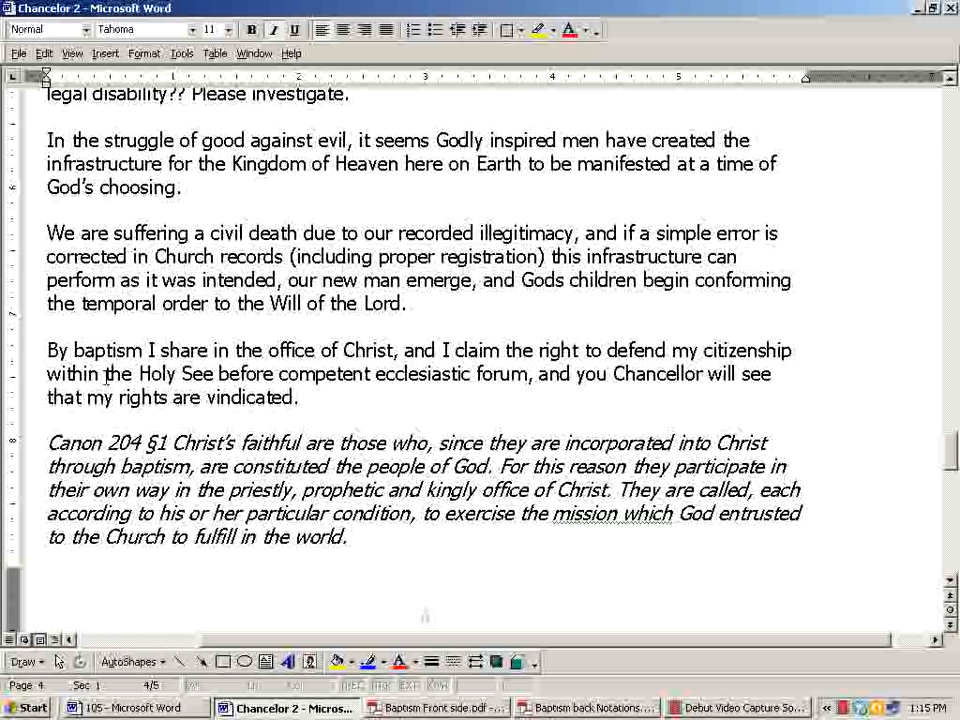 Chancelor 2 - Microsoft Word
Normal Tahoma 11 B I U
File Edit View Insert Format Tools Table Window Help
1 2 3 4 5
legal disability?? Please investigate.
In the struggle of good against evil, it seems Godly inspired men have created the
infrastructure for the Kingdom of Heaven here on Earth to be manifested at a time of
God's choosing.
We are suffering a civil death due to our recorded illegitimacy, and if a simple error is
corrected in Church records (including proper registration) this infrastructure can
perform as it was intended, our new man emerge, and Gods children begin conforming
the temporal order to the Will of the Lord.
By baptism I share in the office of Christ, and I claim the right to defend my citizenship
within the Holy See before competent ecclesiastic forum, and you Chancellor will see
that my rights are vindicated.
Canon 204 §1 Christ's faithful are those who, since they are incorporated into Christ
through baptism, are constituted the people of God. For this reason they participate in
their own way in the priestly, prophetic and kingly office of Christ. They are called, each
according to his or her particular condition, to exercise the mission which God entrusted
to the Church to fulfill in the world.
Draw AutoShapes
Page 4 Sec 1 4/5
Start 105 - Microsoft Word Chancelor 2 - Micros... Baptism Front side.pdf -... Baptism back Notations.... Debut Video Capture So... « 1:15 PM